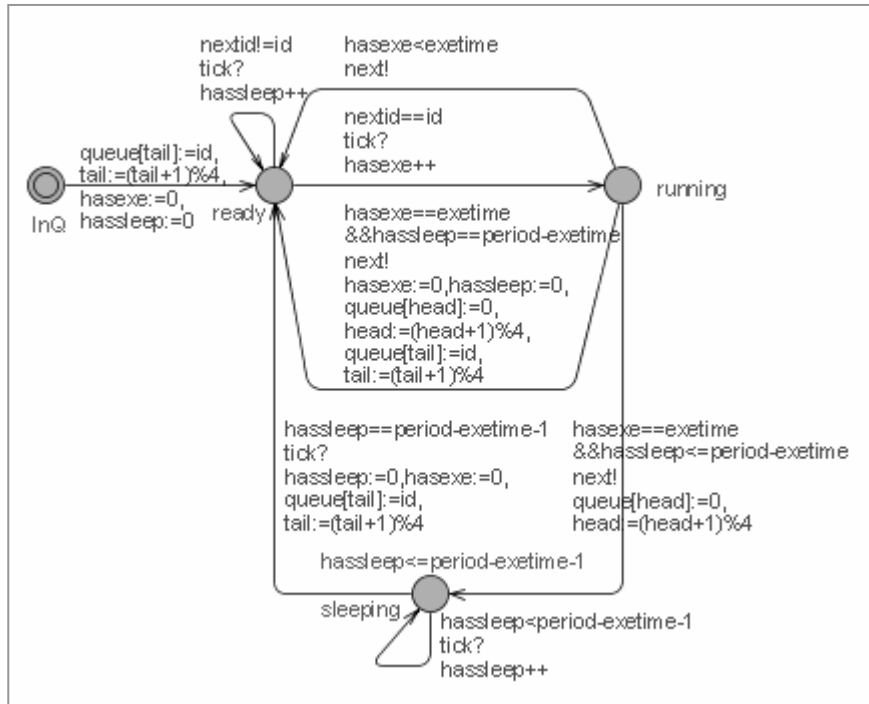 nextid!=id
tick?
hassleep++
hasexe<exetime
next!
nextid==id
tick?
hasexe++
queue[tail]:=id,
tail:=(tail+1)%4,
hasexe:=0,
hassleep:=0
InQ
ready
running
hasexe==exetime
&&hassleep==period-exetime
next!
hasexe:=0,hassleep:=0,
queue[head]:=0,
head:=(head+1)%4,
queue[tail]:=id,
tail:=(tail+1)%4
hassleep==period-exetime-1
tick?
hassleep:=0,hasexe:=0,
queue[tail]:=id,
tail:=(tail+1)%4
hasexe==exetime
&&hassleep<=period-exetime
next!
queue[head]:=0,
head:=(head+1)%4
hassleep<=period-exetime-1
sleeping
hassleep<period-exetime-1
tick?
hassleep++